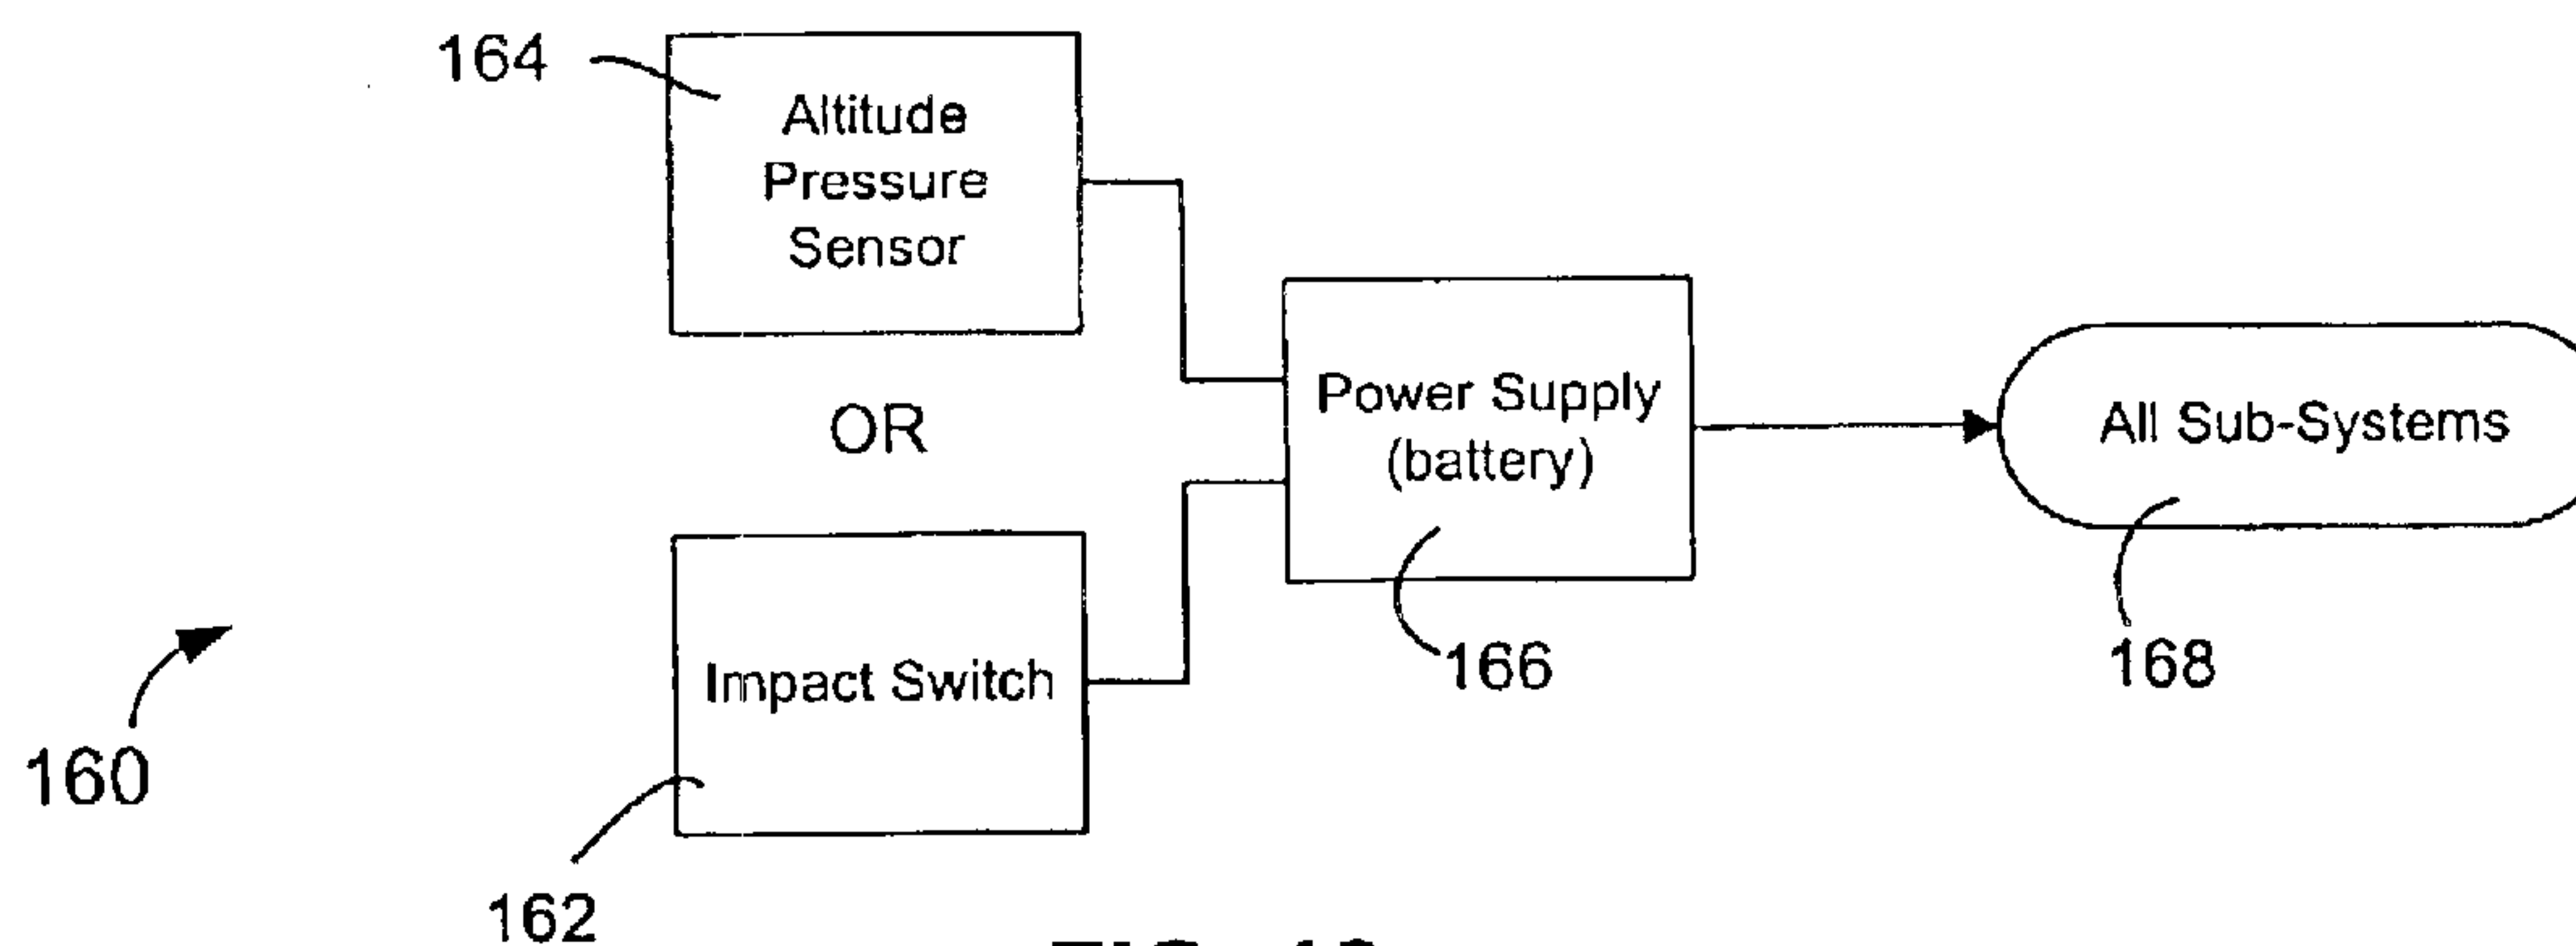 164
Altitude
Pressure
Sensor
OR
Power Supply
(battery)
All Sub-Systems
Impact Switch
166
168
160
162